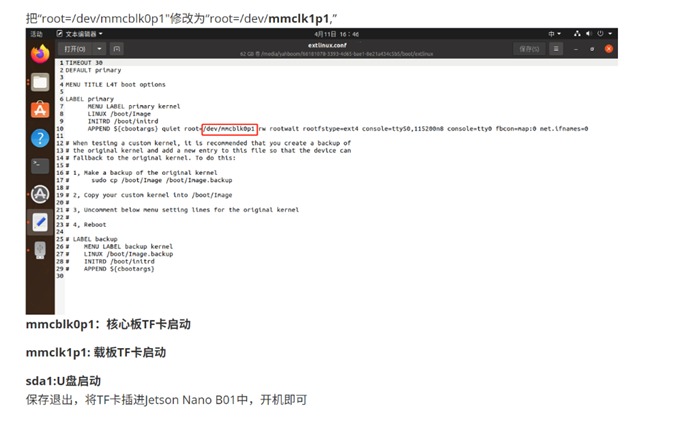 把“root=/dev/mmcblk0p1”修改为“root=/dev/mmclk1p1,”
活动 文本编辑器 4月11日 16:46 中
打开(O) extlinux.conf 保存(S)
1 TIMEOUT 30
2 DEFAULT primary
3
4 MENU TITLE L4T boot options
5
6 LABEL primary
7 MENU LABEL primary kernel
8 LINUX /boot/Image
9 INITRD /boot/initrd
10 APPEND ${cbootargs} quiet root=/dev/mmcblk0p1 rw rootwait rootfstype=ext4 console=ttyS0,115200n8 console=tty0 fbcon=map:0 net.ifnames=0
11
12 # When testing a custom kernel, it is recommended that you create a backup of
13 # the original kernel and add a new entry to this file so that the device can
14 # fallback to the original kernel. To do this:
15 #
16 # 1, Make a backup of the original kernel
17 # sudo cp /boot/Image /boot/Image.backup
18 #
19 # 2, Copy your custom kernel into /boot/Image
20 #
21 # 3, Uncomment below menu setting lines for the original kernel
22 #
23 # 4, Reboot
24
25 # LABEL backup
26 # MENU LABEL backup kernel
27 # LINUX /boot/Image.backup
28 # INITRD /boot/initrd
29 # APPEND ${cbootargs}
30
mmcblk0p1：核心板TF卡启动
mmclk1p1: 载板TF卡启动
sda1:U盘启动
保存退出，将TF卡插进Jetson Nano B01中，开机即可